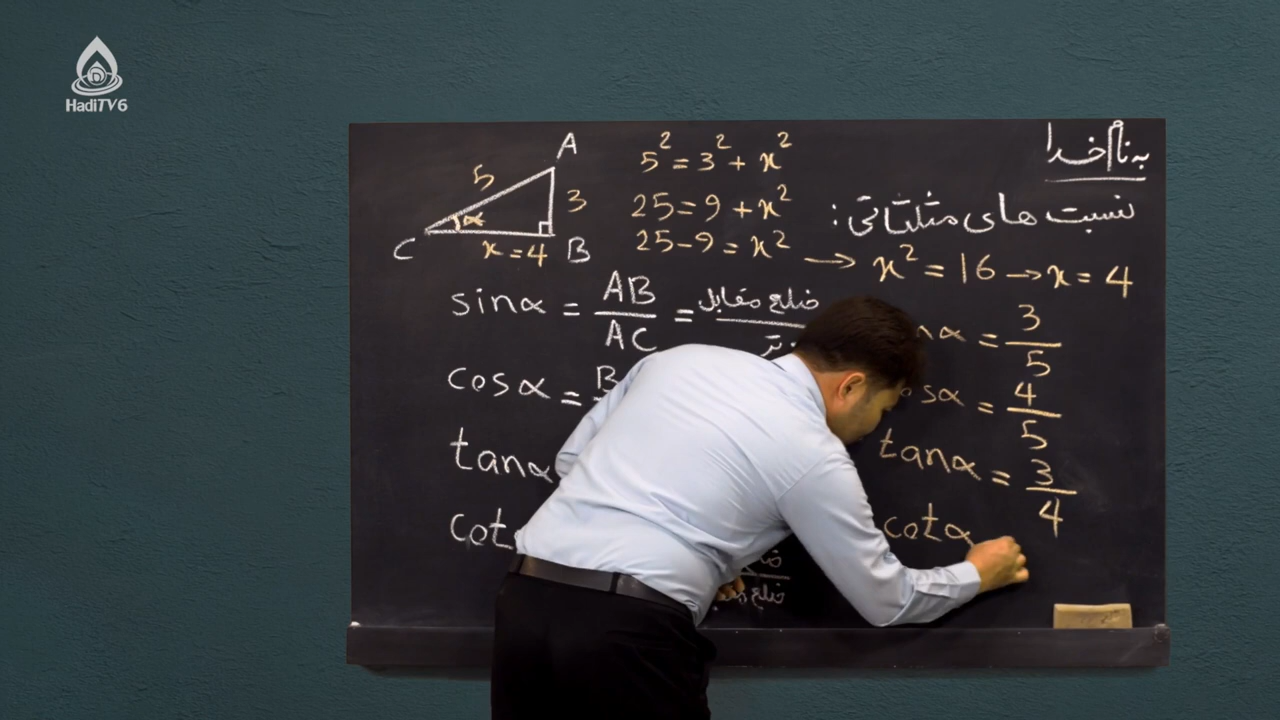 HadiTV6
به نام خدا
نسبت های مثلثاتی:
A
5
3
α
C
x=4
B
5² = 3² + x²
25 = 9 + x²
25 - 9 = x² → x² = 16 → x = 4
sinα = AB/AC = ضلع مقابل
cosα =
tanα
cot
α = 3/5
sα = 4/5
tanα = 3/4
cotα
ضلع